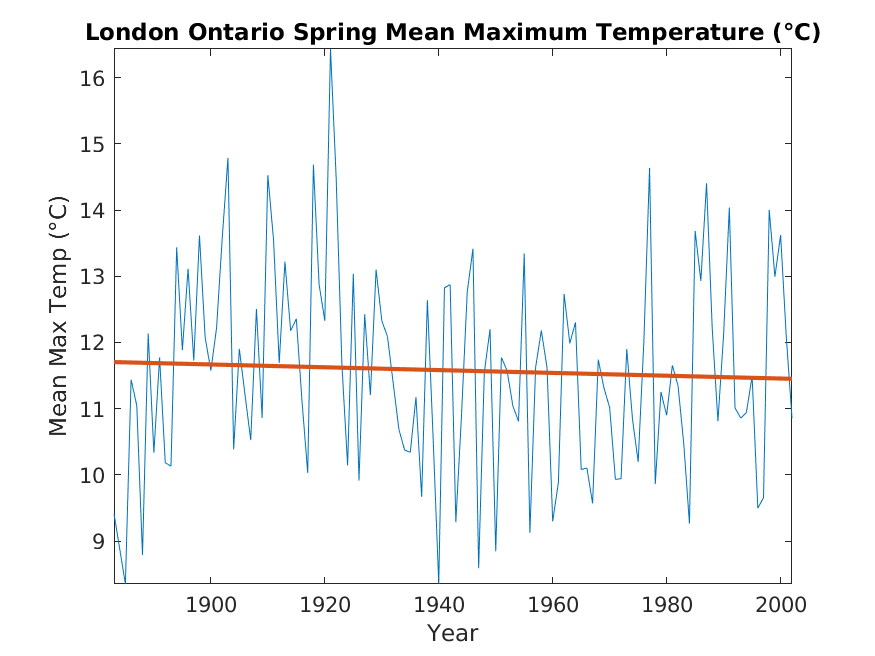 London Ontario Spring Mean Maximum Temperature (°C)
16
15
14
13
12
11
10
9
Mean Max Temp (°C)
1900 1920 1940 1960 1980 2000
Year